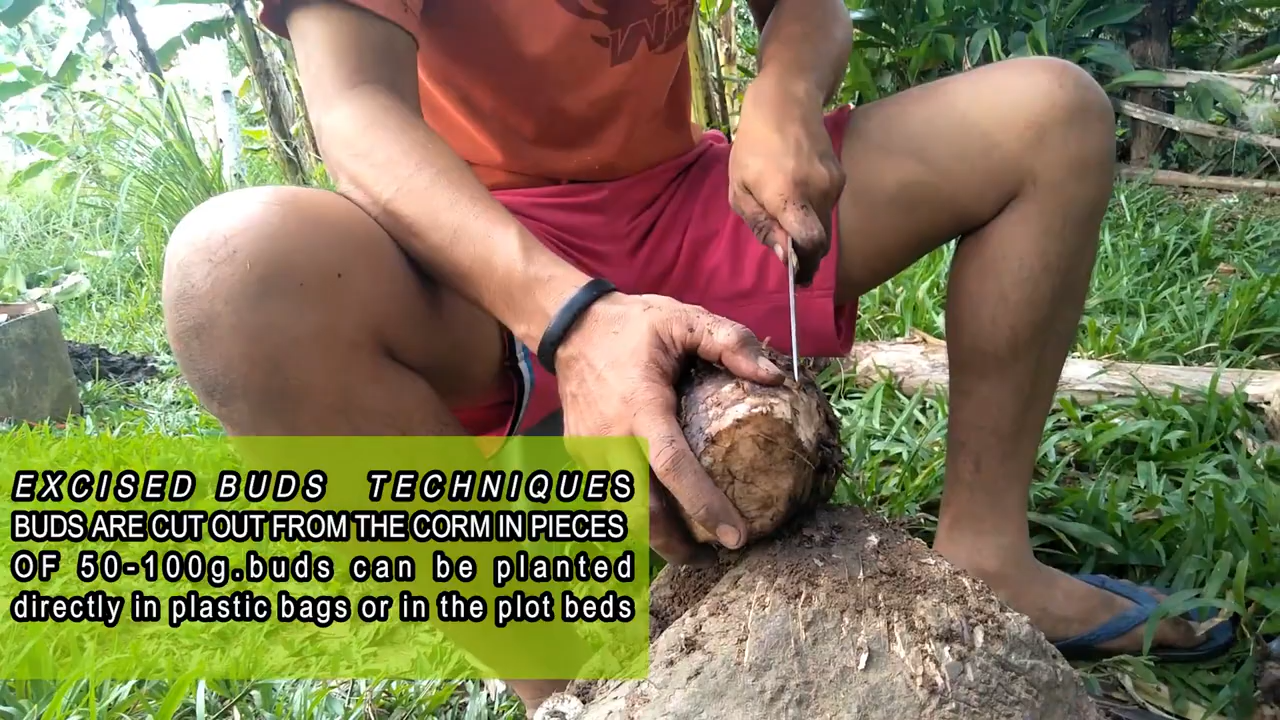 EXCISED BUDS TECHNIQUES
BUDS ARE CUT OUT FROM THE CORM IN PIECES
OF 50-100g.buds can be planted
directly in plastic bags or in the plot beds